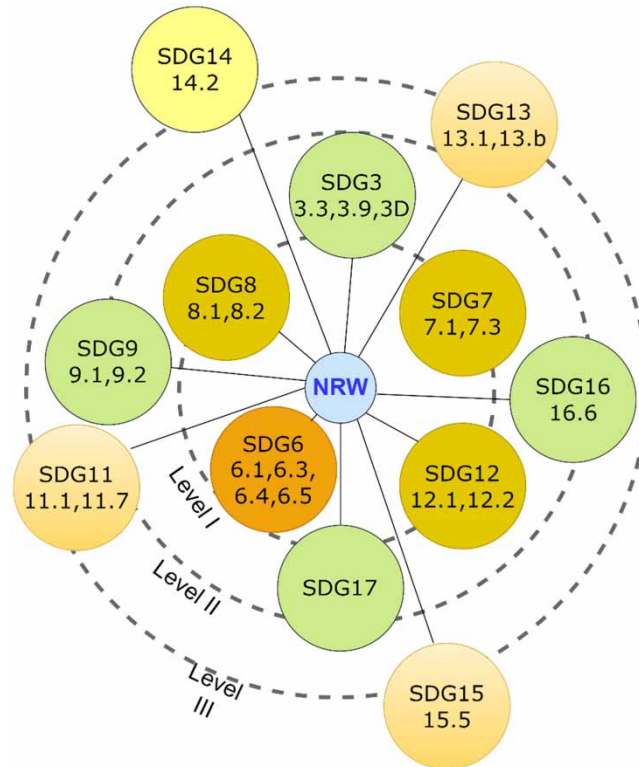 SDG14
14.2
SDG13
13.1,13.b
SDG3
3.3,3.9,3D
SDG8
8.1,8.2
SDG7
7.1,7.3
SDG9
9.1,9.2
NRW
SDG16
16.6
SDG6
6.1,6.3,
6.4,6.5
SDG12
12.1,12.2
SDG11
11.1,11.7
Level I
SDG17
Level II
Level
III
SDG15
15.5